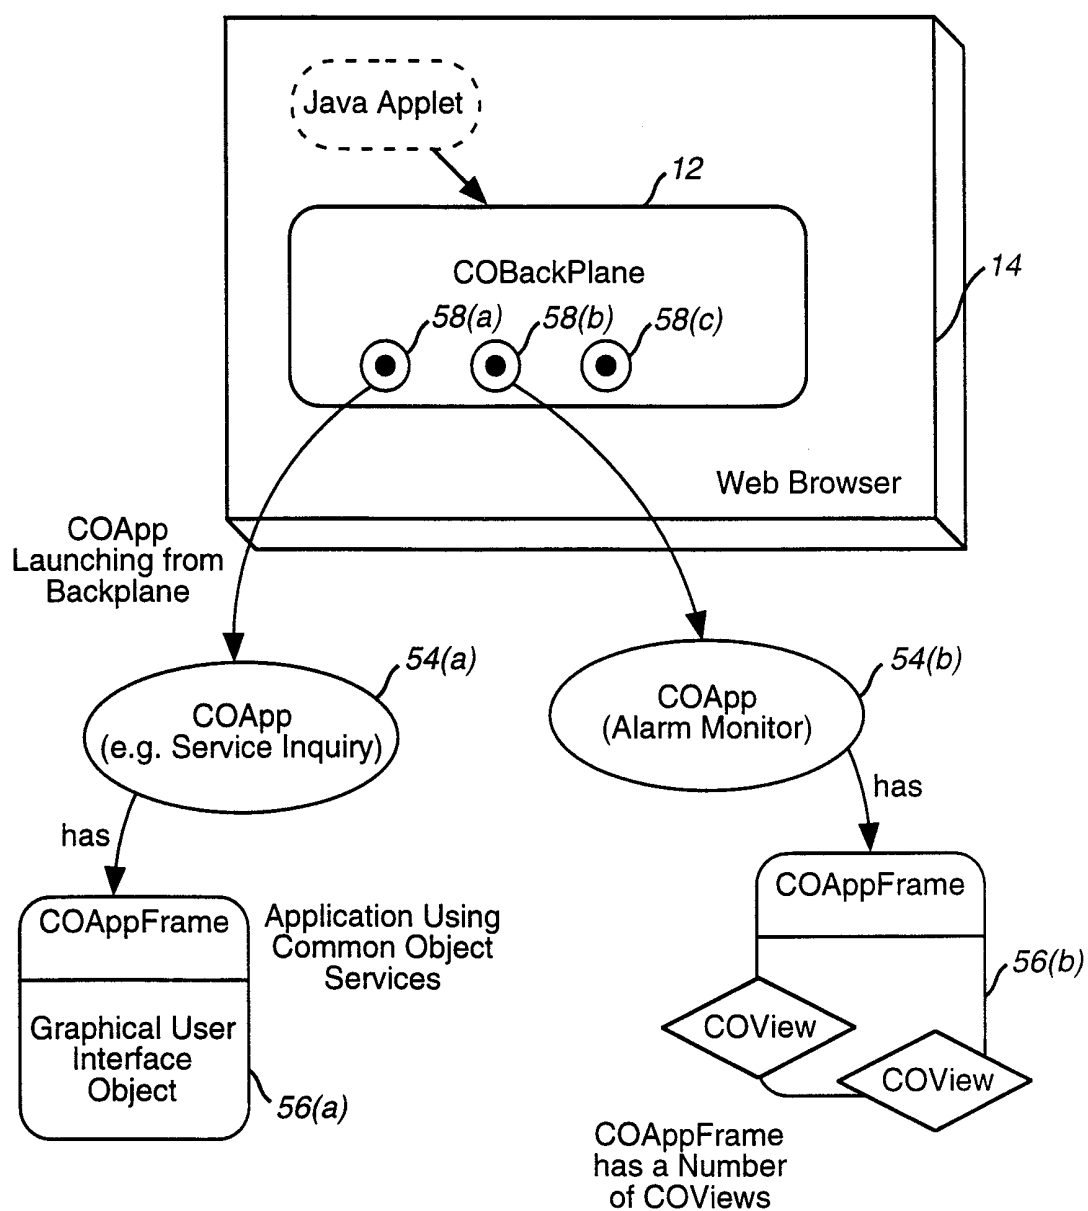 Java Applet
12
COBackPlane
14
58(a)
58(b)
58(c)
Web Browser
COApp
Launching from
Backplane
54(a)
54(b)
COApp
(e.g. Service Inquiry)
COApp
(Alarm Monitor)
has
has
COAppFrame
Graphical User
Interface
Object
56(a)
Application Using
Common Object
Services
COAppFrame
56(b)
COView
COView
COAppFrame
has a Number
of COViews